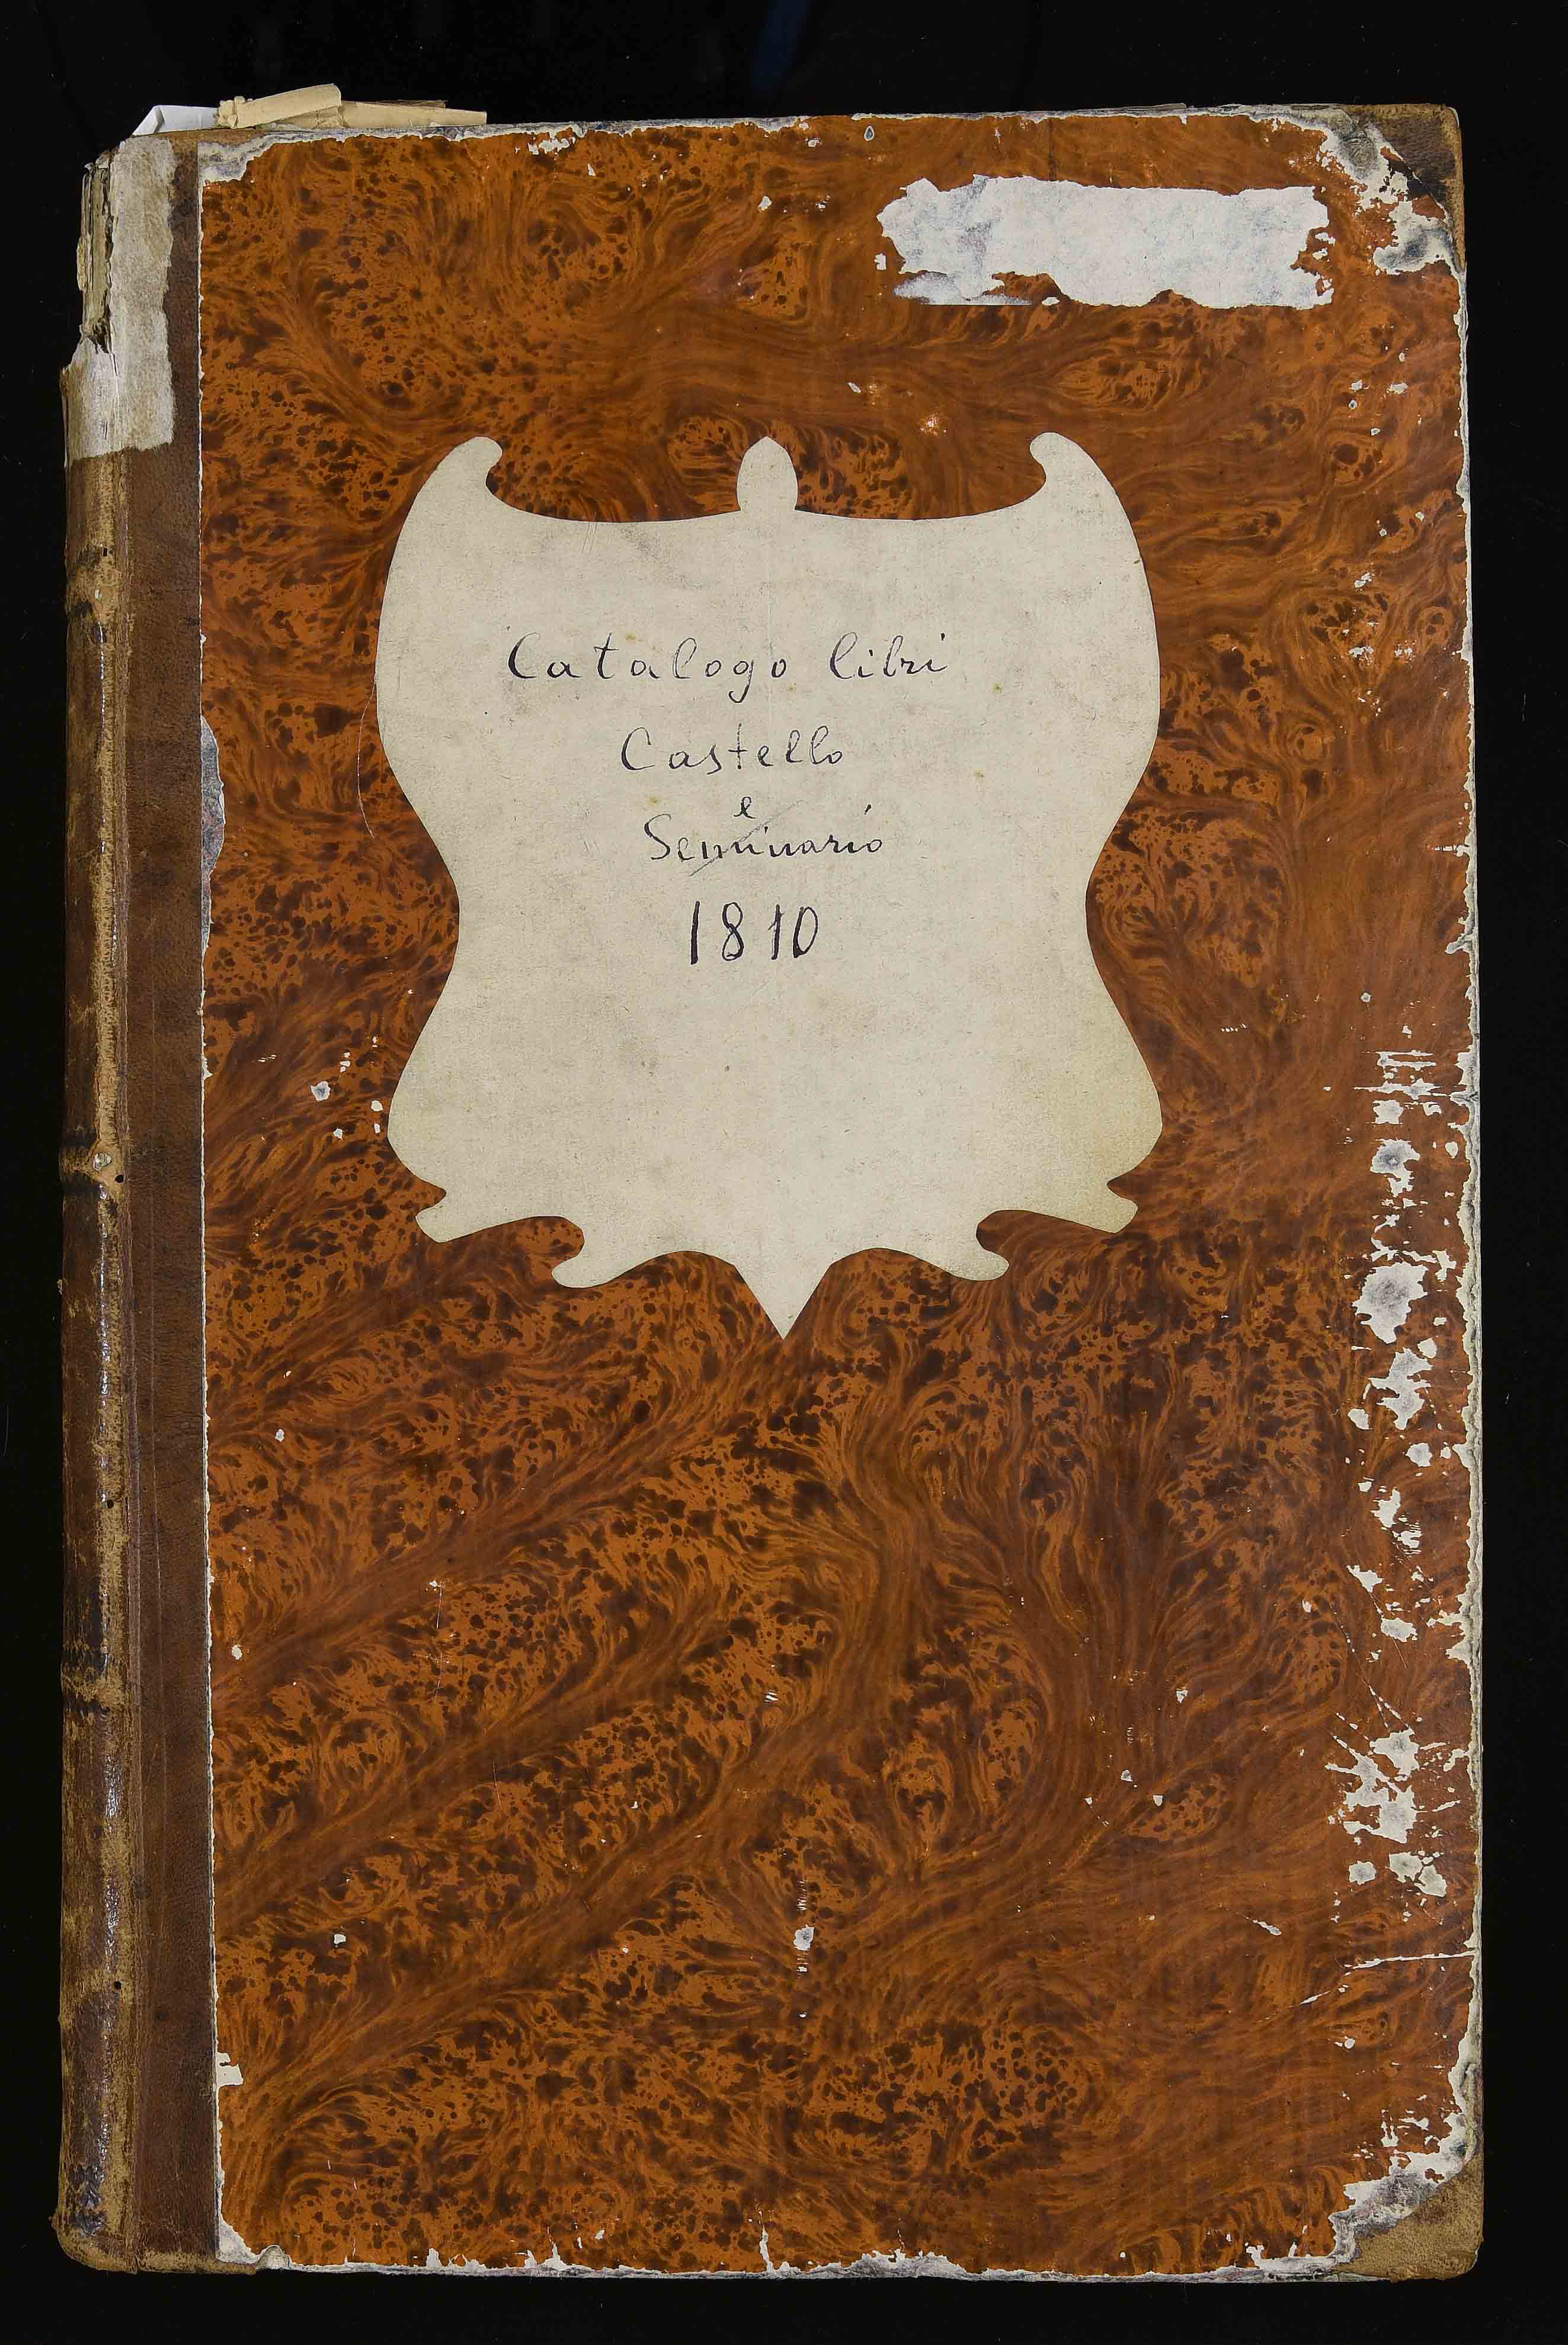 Catalogo libri
Castello
e
Seminario
1810